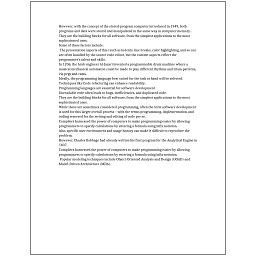 However, with the concept of the stored-program computer introduced in 1949, both
programs and data were stored and manipulated in the same way in computer memory.
They are the building blocks for all software, from the simplest applications to the most
sophisticated ones.
Some of these factors include:
The presentation aspects of this (such as indents, line breaks, color highlighting, and so on)
are often handled by the source code editor, but the content aspects reflect the
programmer's talent and skills.
In 1206, the Arab engineer Al-Jazari invented a programmable drum machine where a
musical mechanical automaton could be made to play different rhythms and drum patterns,
via pegs and cams.
Ideally, the programming language best suited for the task at hand will be selected.
Techniques like Code refactoring can enhance readability.
Programming languages are essential for software development.
Unreadable code often leads to bugs, inefficiencies, and duplicated code.
They are the building blocks for all software, from the simplest applications to the most
sophisticated ones.
While these are sometimes considered programming, often the term software development
is used for this larger overall process – with the terms programming, implementation, and
coding reserved for the writing and editing of code per se.
Compilers harnessed the power of computers to make programming easier by allowing
programmers to specify calculations by entering a formula using infix notation.
Also, specific user environment and usage history can make it difficult to reproduce the
problem.
However, Charles Babbage had already written his first program for the Analytical Engine in
1837.
Compilers harnessed the power of computers to make programming easier by allowing
programmers to specify calculations by entering a formula using infix notation.
Popular modeling techniques include Object-Oriented Analysis and Design (OOAD) and
Model-Driven Architecture (MDA).